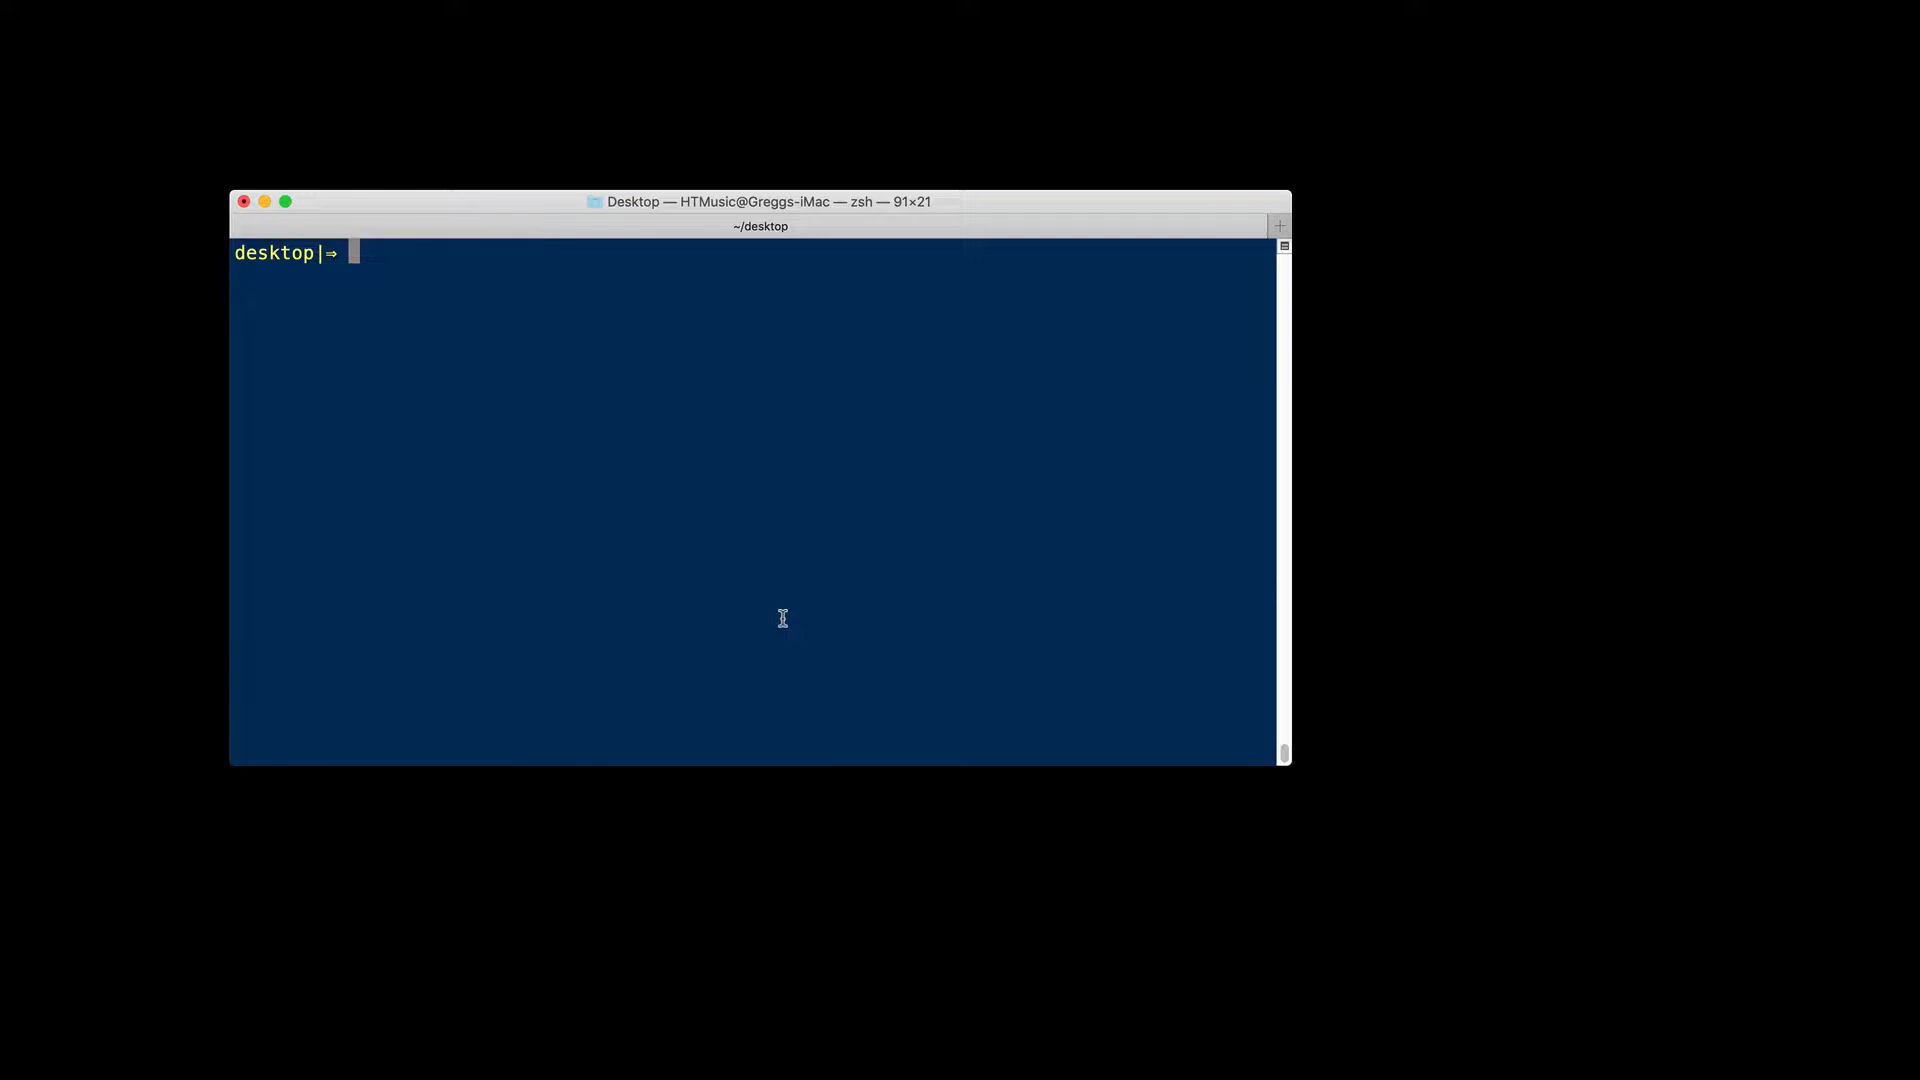 Desktop — HTMusic@Greggs-iMac — zsh — 91×21
~/desktop
desktop|⇒